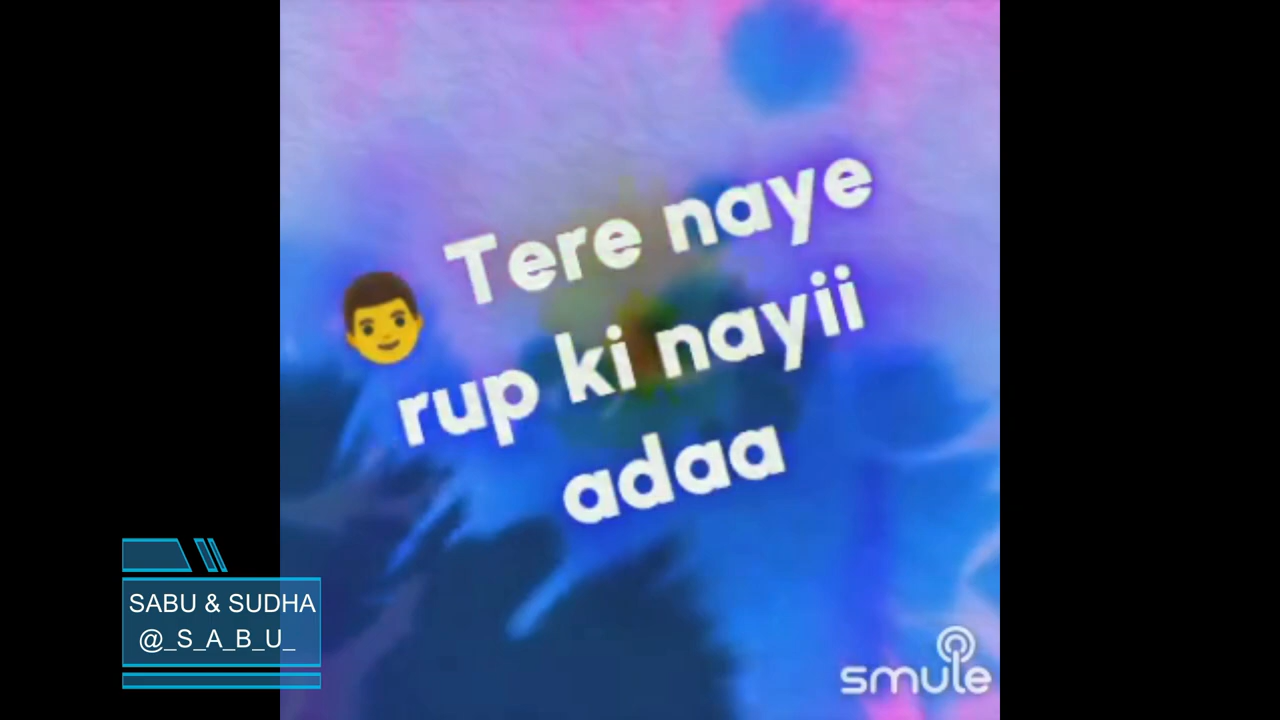 Tere naye
rup ki nayii
adaa
SABU & SUDHA
@_S_A_B_U_
smule